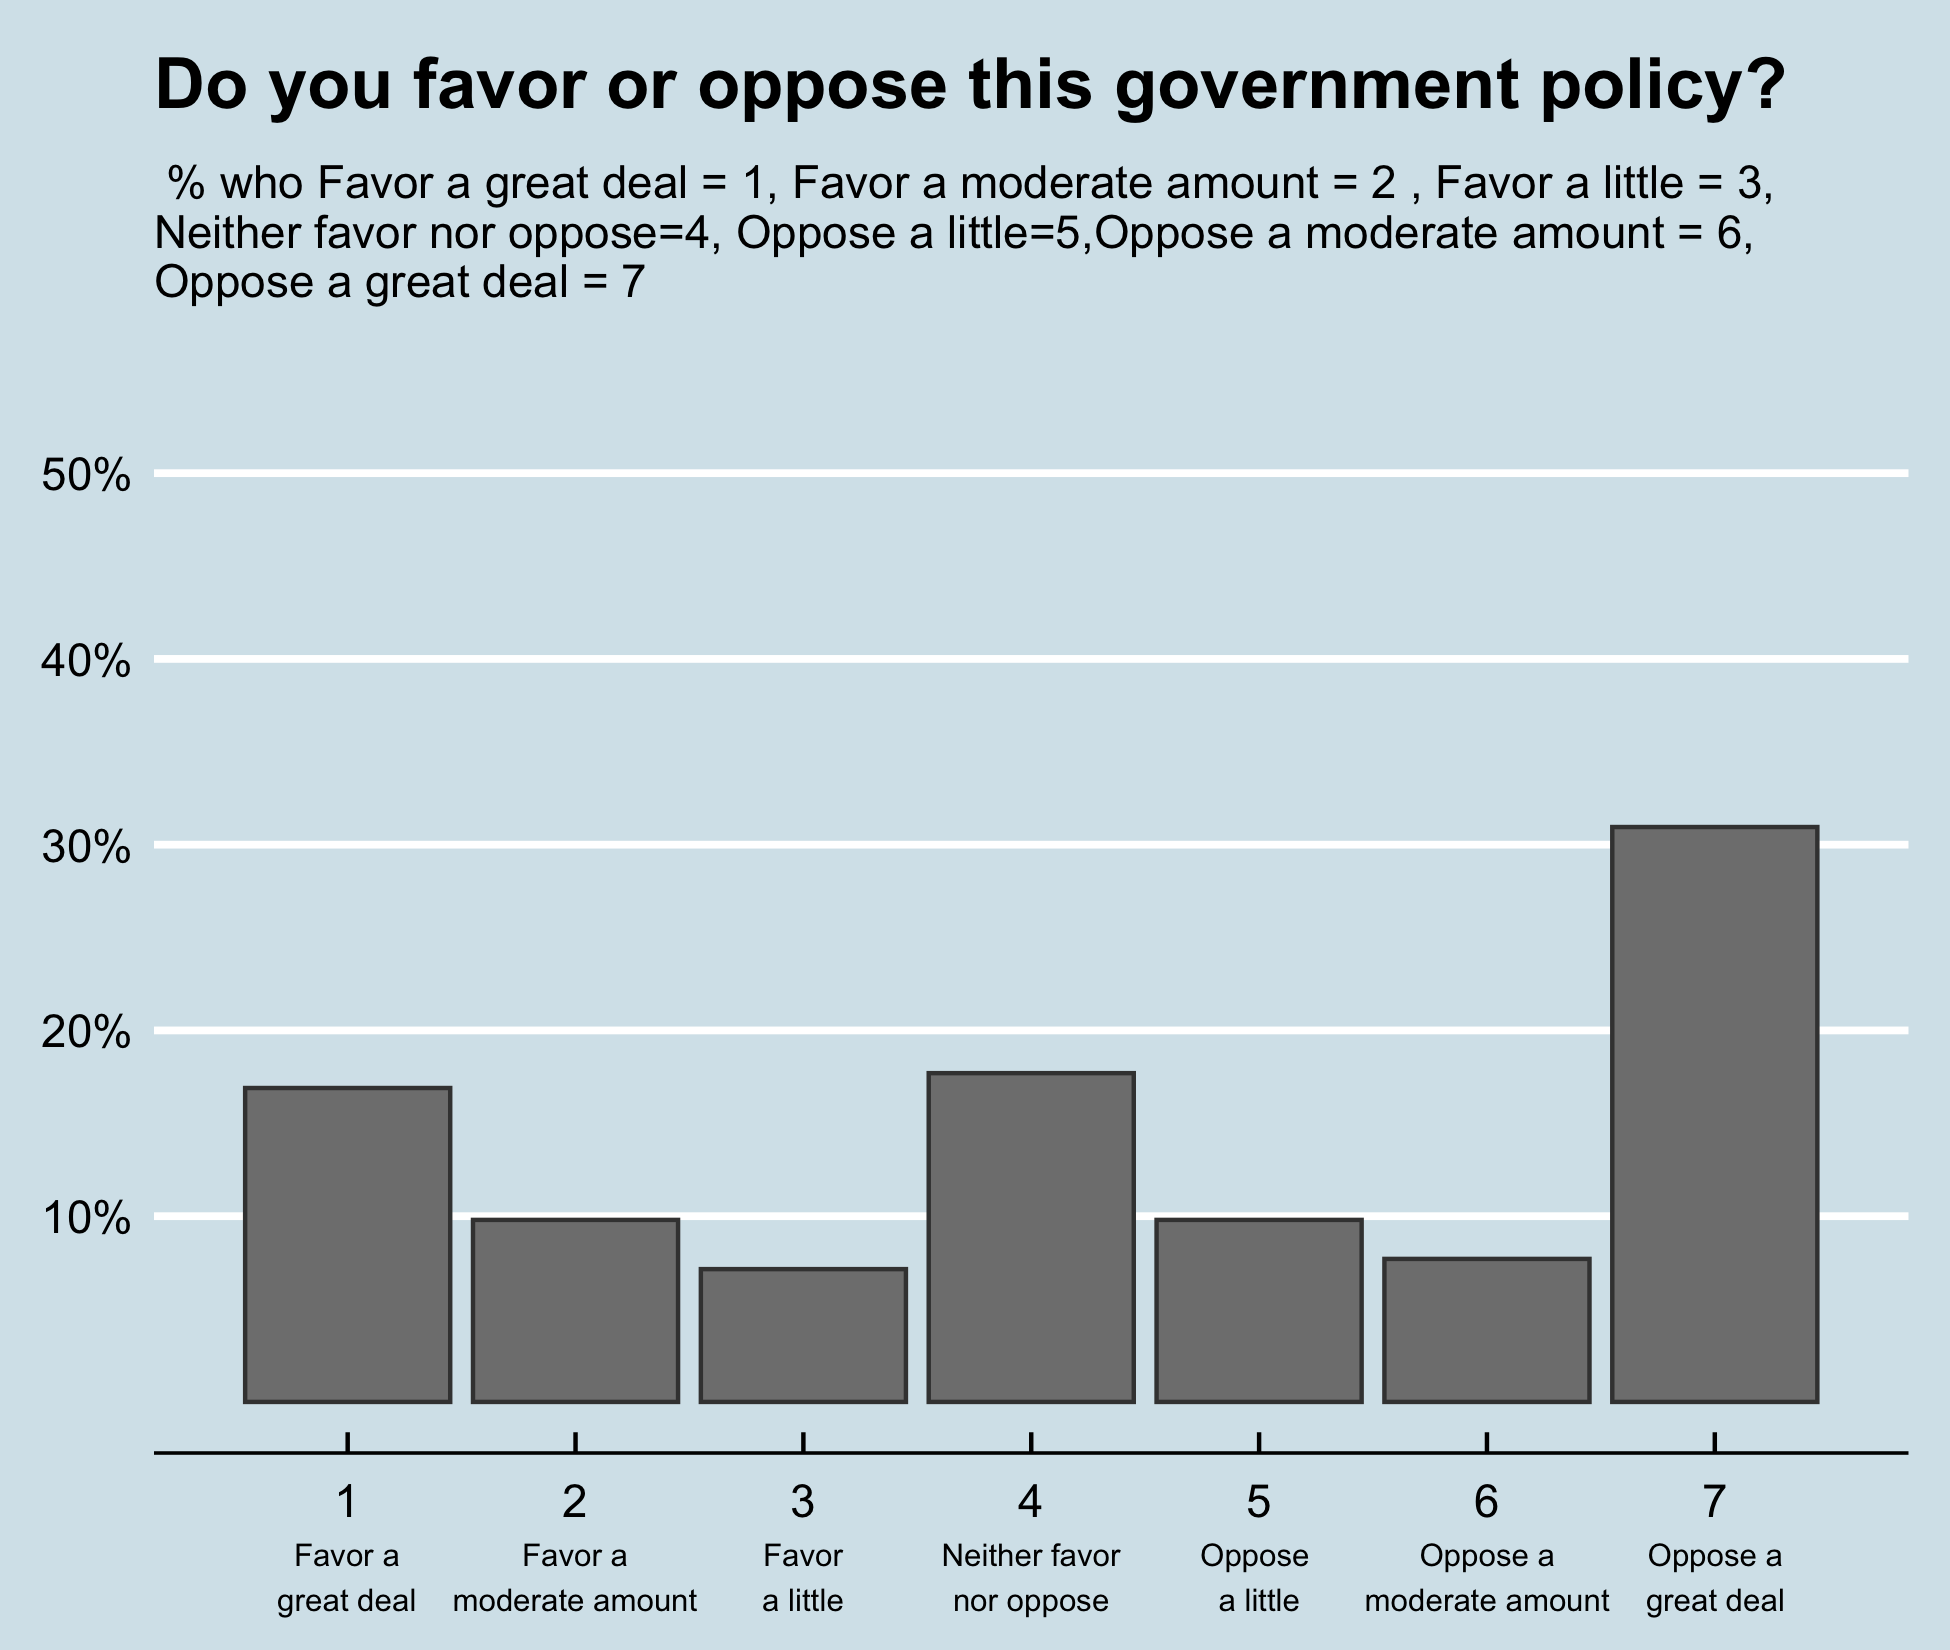 Do you favor or oppose this government policy?
% who Favor a great deal = 1, Favor a moderate amount = 2 , Favor a little = 3,
Neither favor nor oppose=4, Oppose a little=5,Oppose a moderate amount = 6,
Oppose a great deal = 7
50%
40%
30%
20%
10%
1 2 3 4 5 6 7
Favor a Favor a Favor Neither favor Oppose Oppose a Oppose a
great deal moderate amount a little nor oppose a little moderate amount great deal